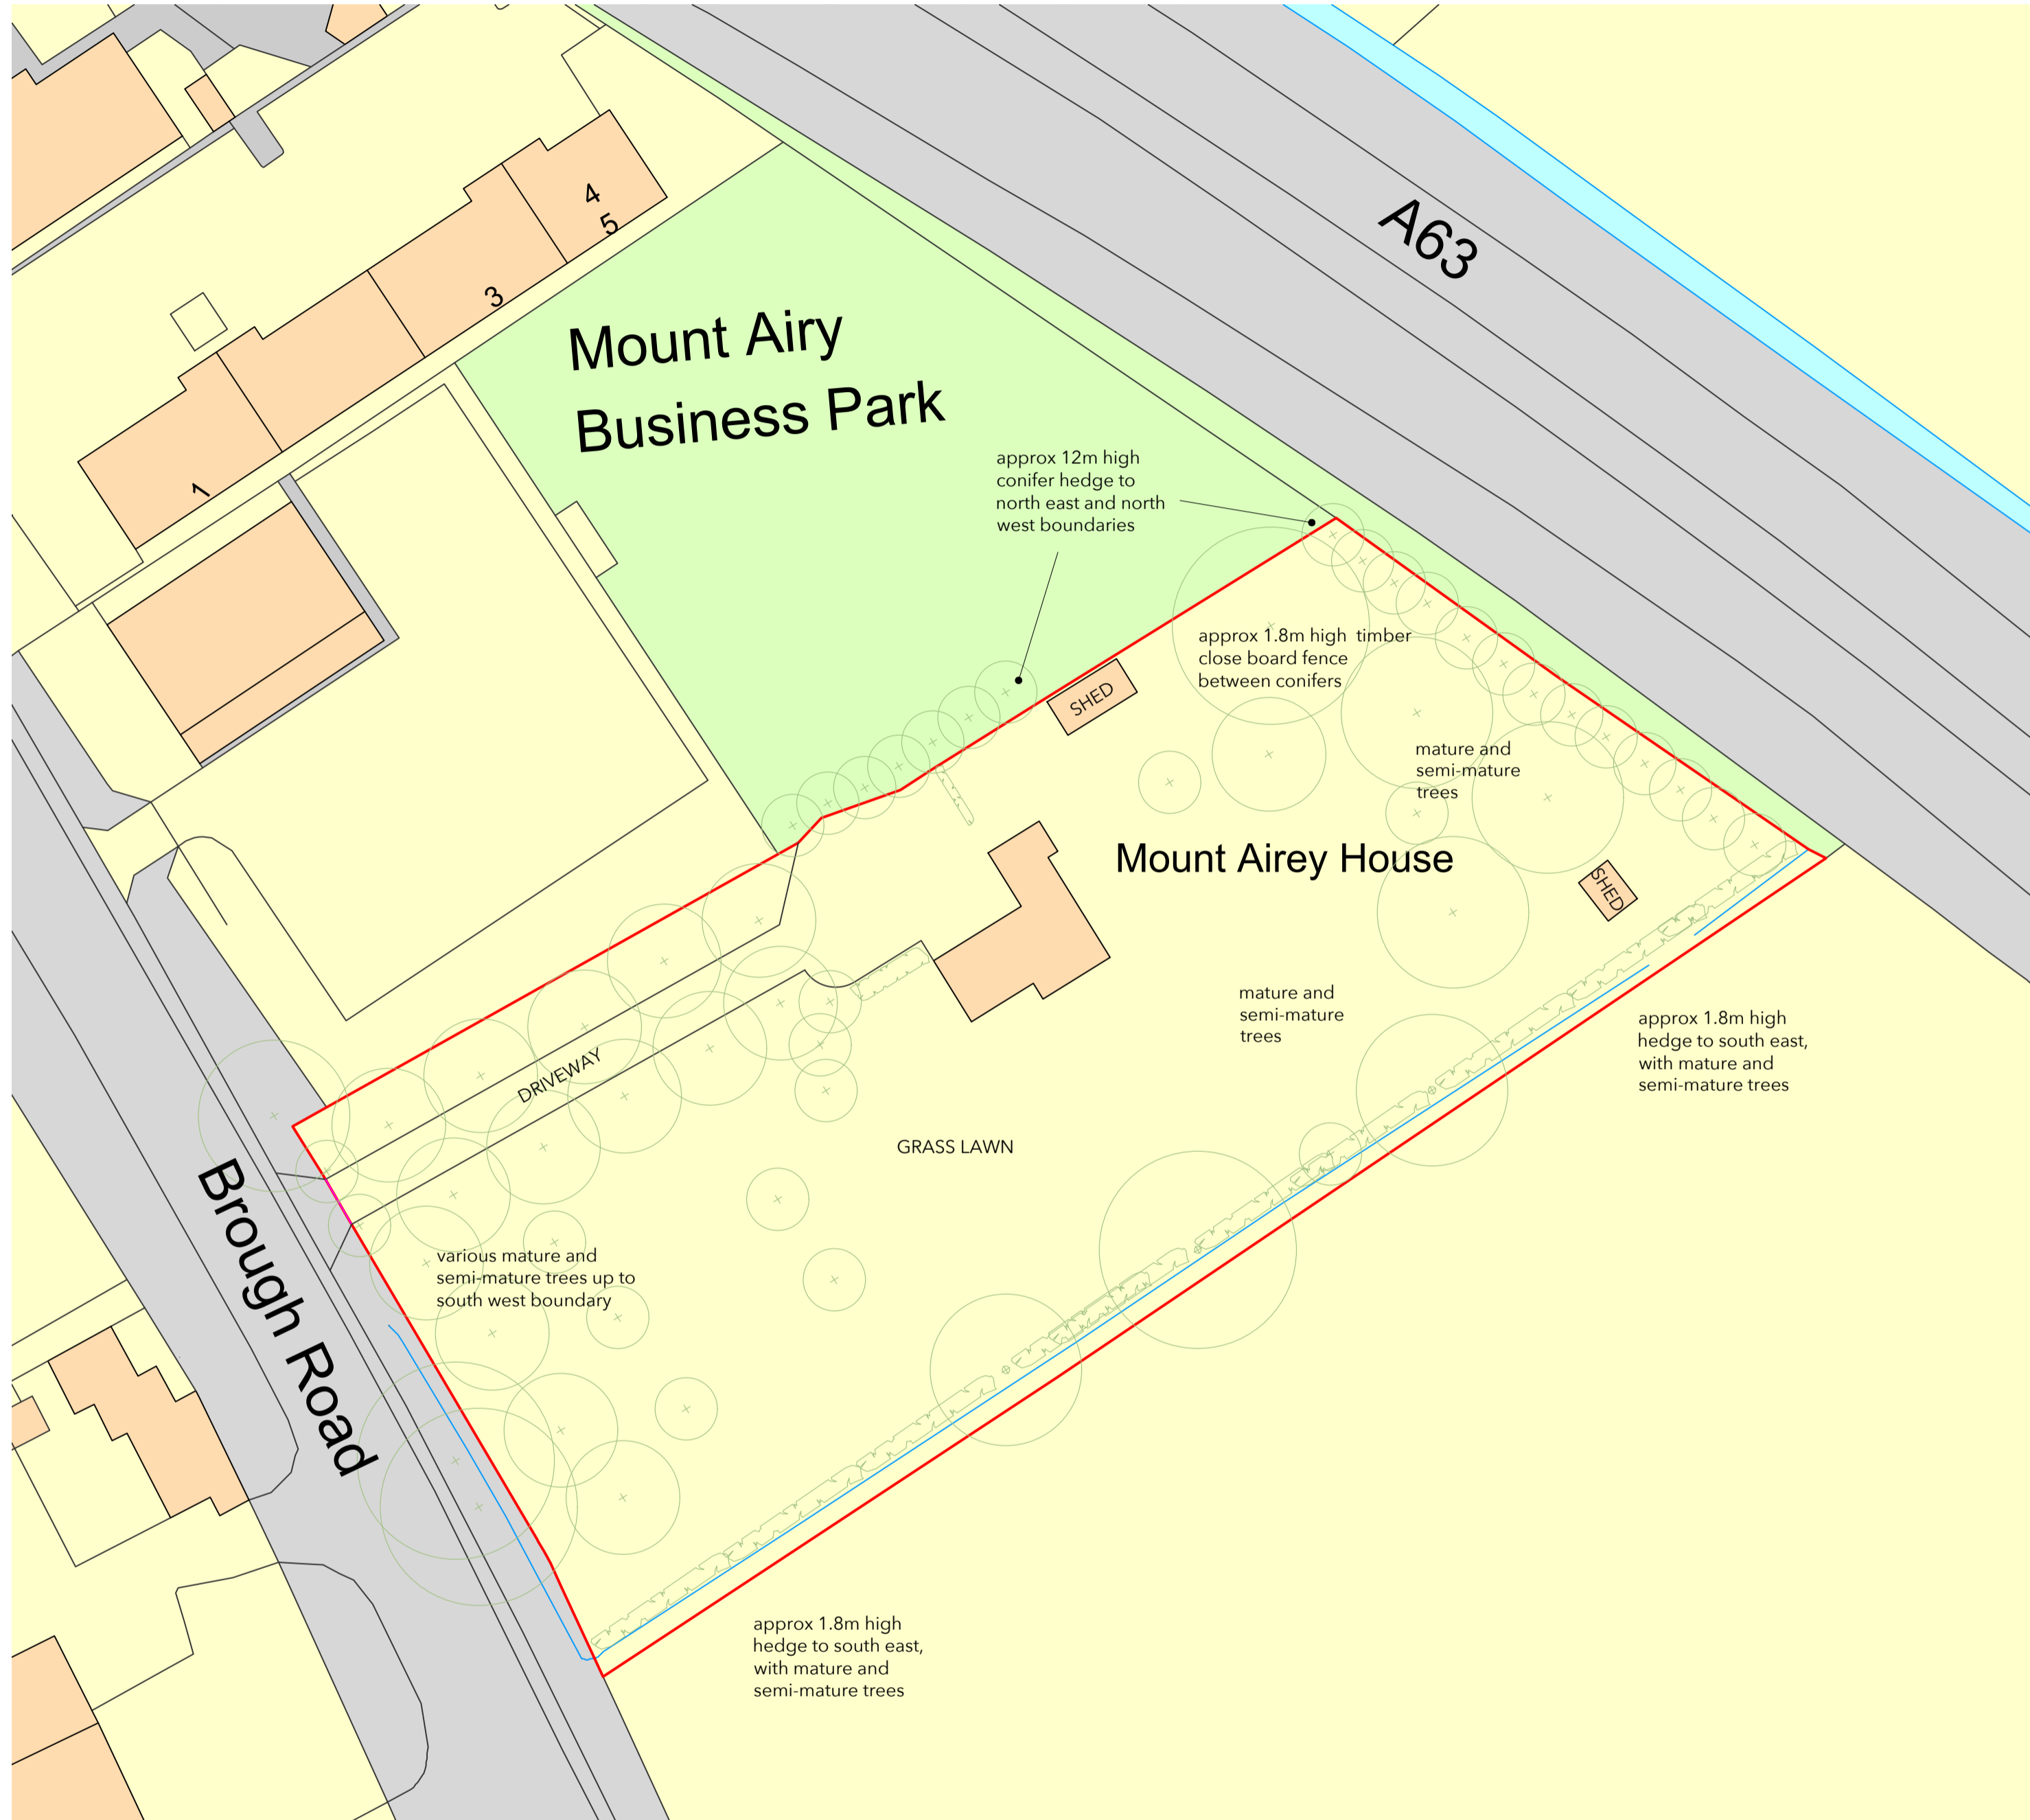 A63
4
5
3
1
Mount Airy
Business Park
approx 12m high
conifer hedge to
north east and north
west boundaries
approx 1.8m high timber
close board fence
between conifers
SHED
mature and
semi-mature
trees
Mount Airey House
SHED
mature and
semi-mature
trees
approx 1.8m high
hedge to south east,
with mature and
semi-mature trees
DRIVEWAY
GRASS LAWN
Brough Road
various mature and
semi-mature trees up to
south west boundary
approx 1.8m high
hedge to south east,
with mature and
semi-mature trees